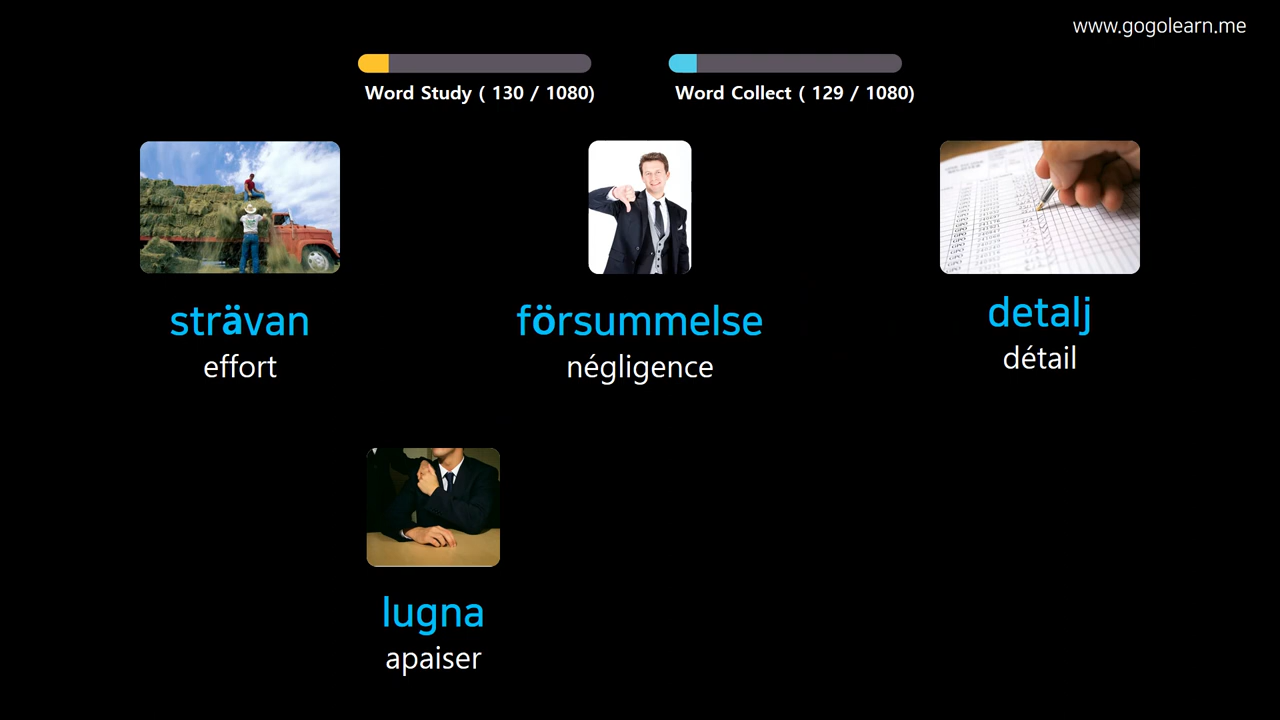 www.gogolearn.me
Word Study ( 130 / 1080)
Word Collect ( 129 / 1080)
strävan
effort
försummelse
négligence
detalj
détail
lugna
apaiser